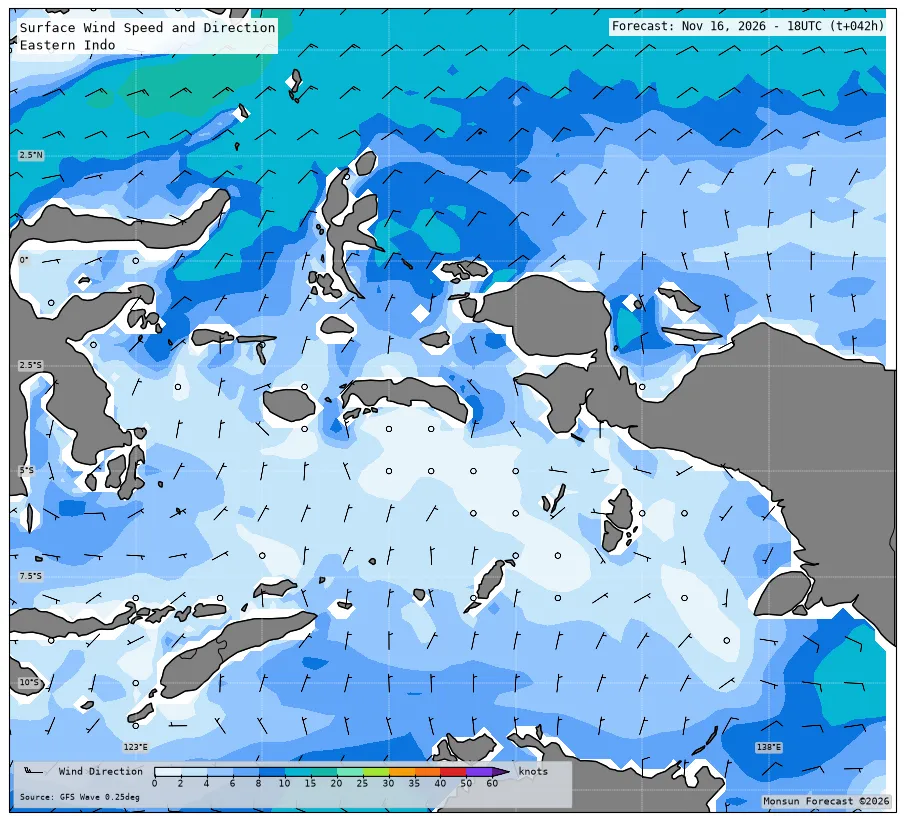 Surface Wind Speed and Direction
Eastern Indo
Forecast: Nov 16, 2026 - 18UTC (t+042h)
2.5°N
0°
2.5°S
5°S
7.5°S
10°S
123°E
138°E
Wind Direction
0 2 4 6 8 10 15 20 25 30 35 40 50 60
knots
Source: GFS Wave 0.25deg
Monsun Forecast ©2026